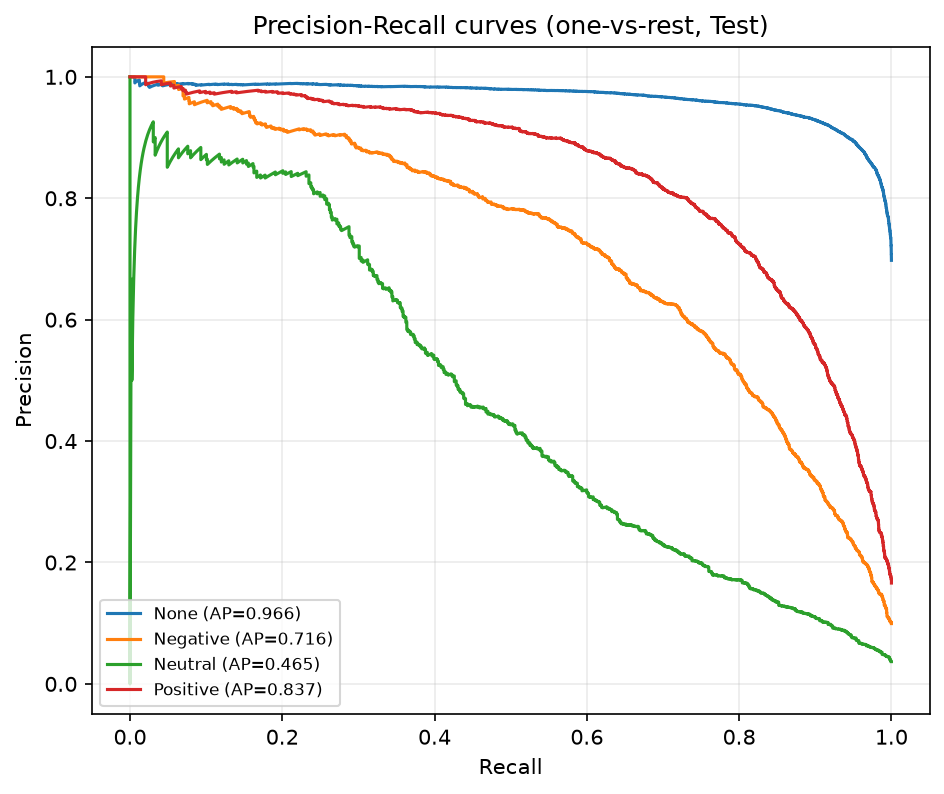 Precision-Recall curves (one-vs-rest, Test)
Precision
1.0
0.8
0.6
0.4
0.2
0.0
None (AP=0.966)
Negative (AP=0.716)
Neutral (AP=0.465)
Positive (AP=0.837)
0.0 0.2 0.4 0.6 0.8 1.0
Recall